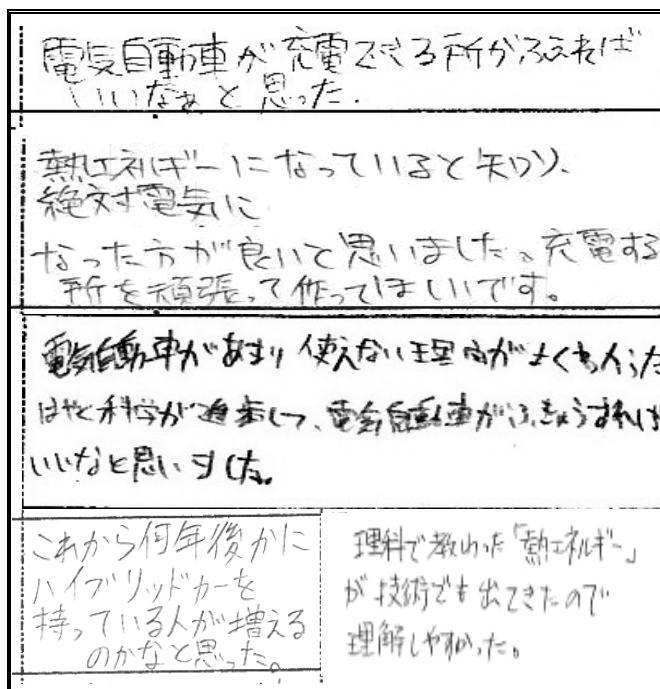 電気自動車が充電できる所がふえれば
いいなぁと思った.
熱エネルギーになっていると知り、
絶対電気に
なった方が良いと思いました。充電する
所を頑張って作ってほしいです。
電気自動車があまり使えない理由がよくわかった
はやく科学が進歩して、電気自動車がふきゅうすれば
いいなと思いました。
これから何年後かに
ハイブリッドカーを
持っている人が増える
のかなと思った。
理科で教わった「熱エネルギー」
が技術でも出てきたので
理解しやすかった。